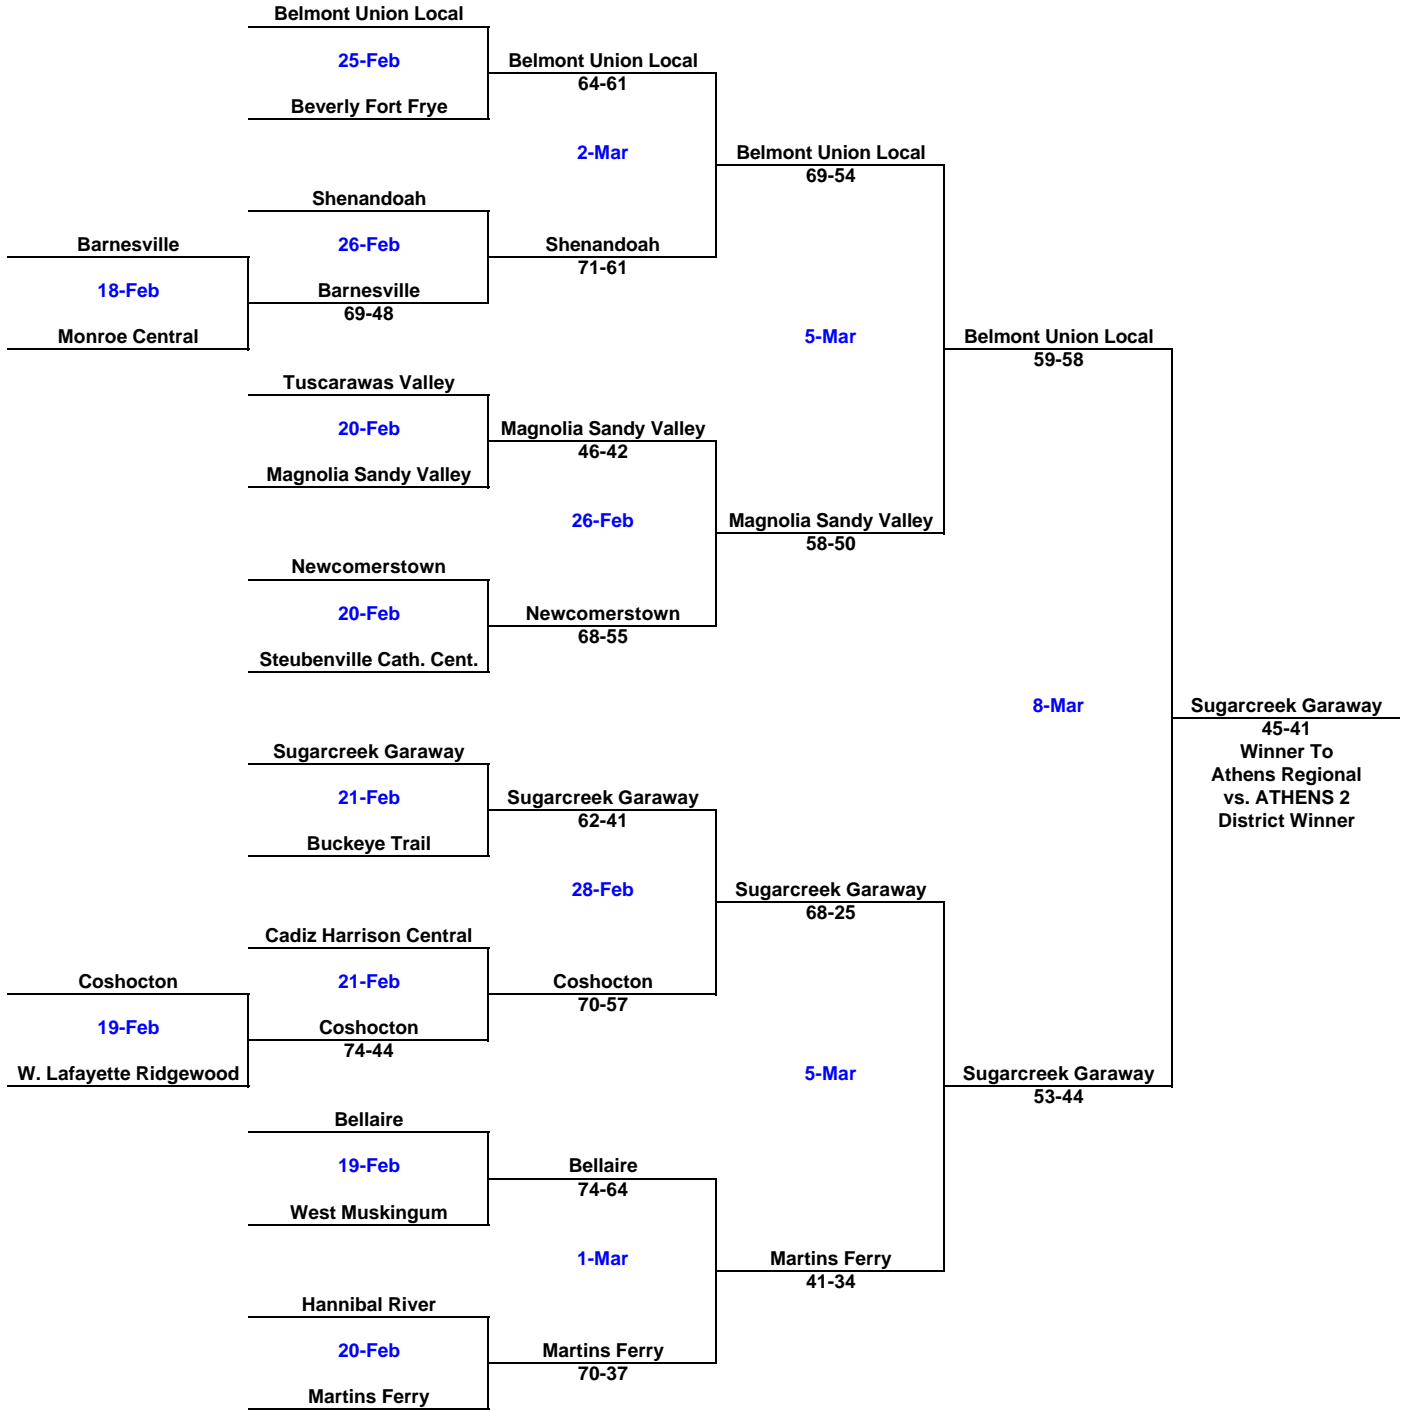 Belmont Union Local
25-Feb
Belmont Union Local
64-61
Beverly Fort Frye
2-Mar
Belmont Union Local
69-54
Shenandoah
Barnesville
26-Feb
Shenandoah
71-61
18-Feb
Barnesville
69-48
Monroe Central
5-Mar
Belmont Union Local
59-58
Tuscarawas Valley
20-Feb
Magnolia Sandy Valley
46-42
Magnolia Sandy Valley
26-Feb
Magnolia Sandy Valley
58-50
Newcomerstown
20-Feb
Newcomerstown
68-55
Steubenville Cath. Cent.
8-Mar
Sugarcreek Garaway
45-41
Winner To
Athens Regional
vs. ATHENS 2
District Winner
Sugarcreek Garaway
21-Feb
Sugarcreek Garaway
62-41
Buckeye Trail
28-Feb
Sugarcreek Garaway
68-25
Cadiz Harrison Central
Coshocton
21-Feb
Coshocton
70-57
19-Feb
Coshocton
74-44
W. Lafayette Ridgewood
5-Mar
Sugarcreek Garaway
53-44
Bellaire
19-Feb
Bellaire
74-64
West Muskingum
1-Mar
Martins Ferry
41-34
Hannibal River
20-Feb
Martins Ferry
70-37
Martins Ferry